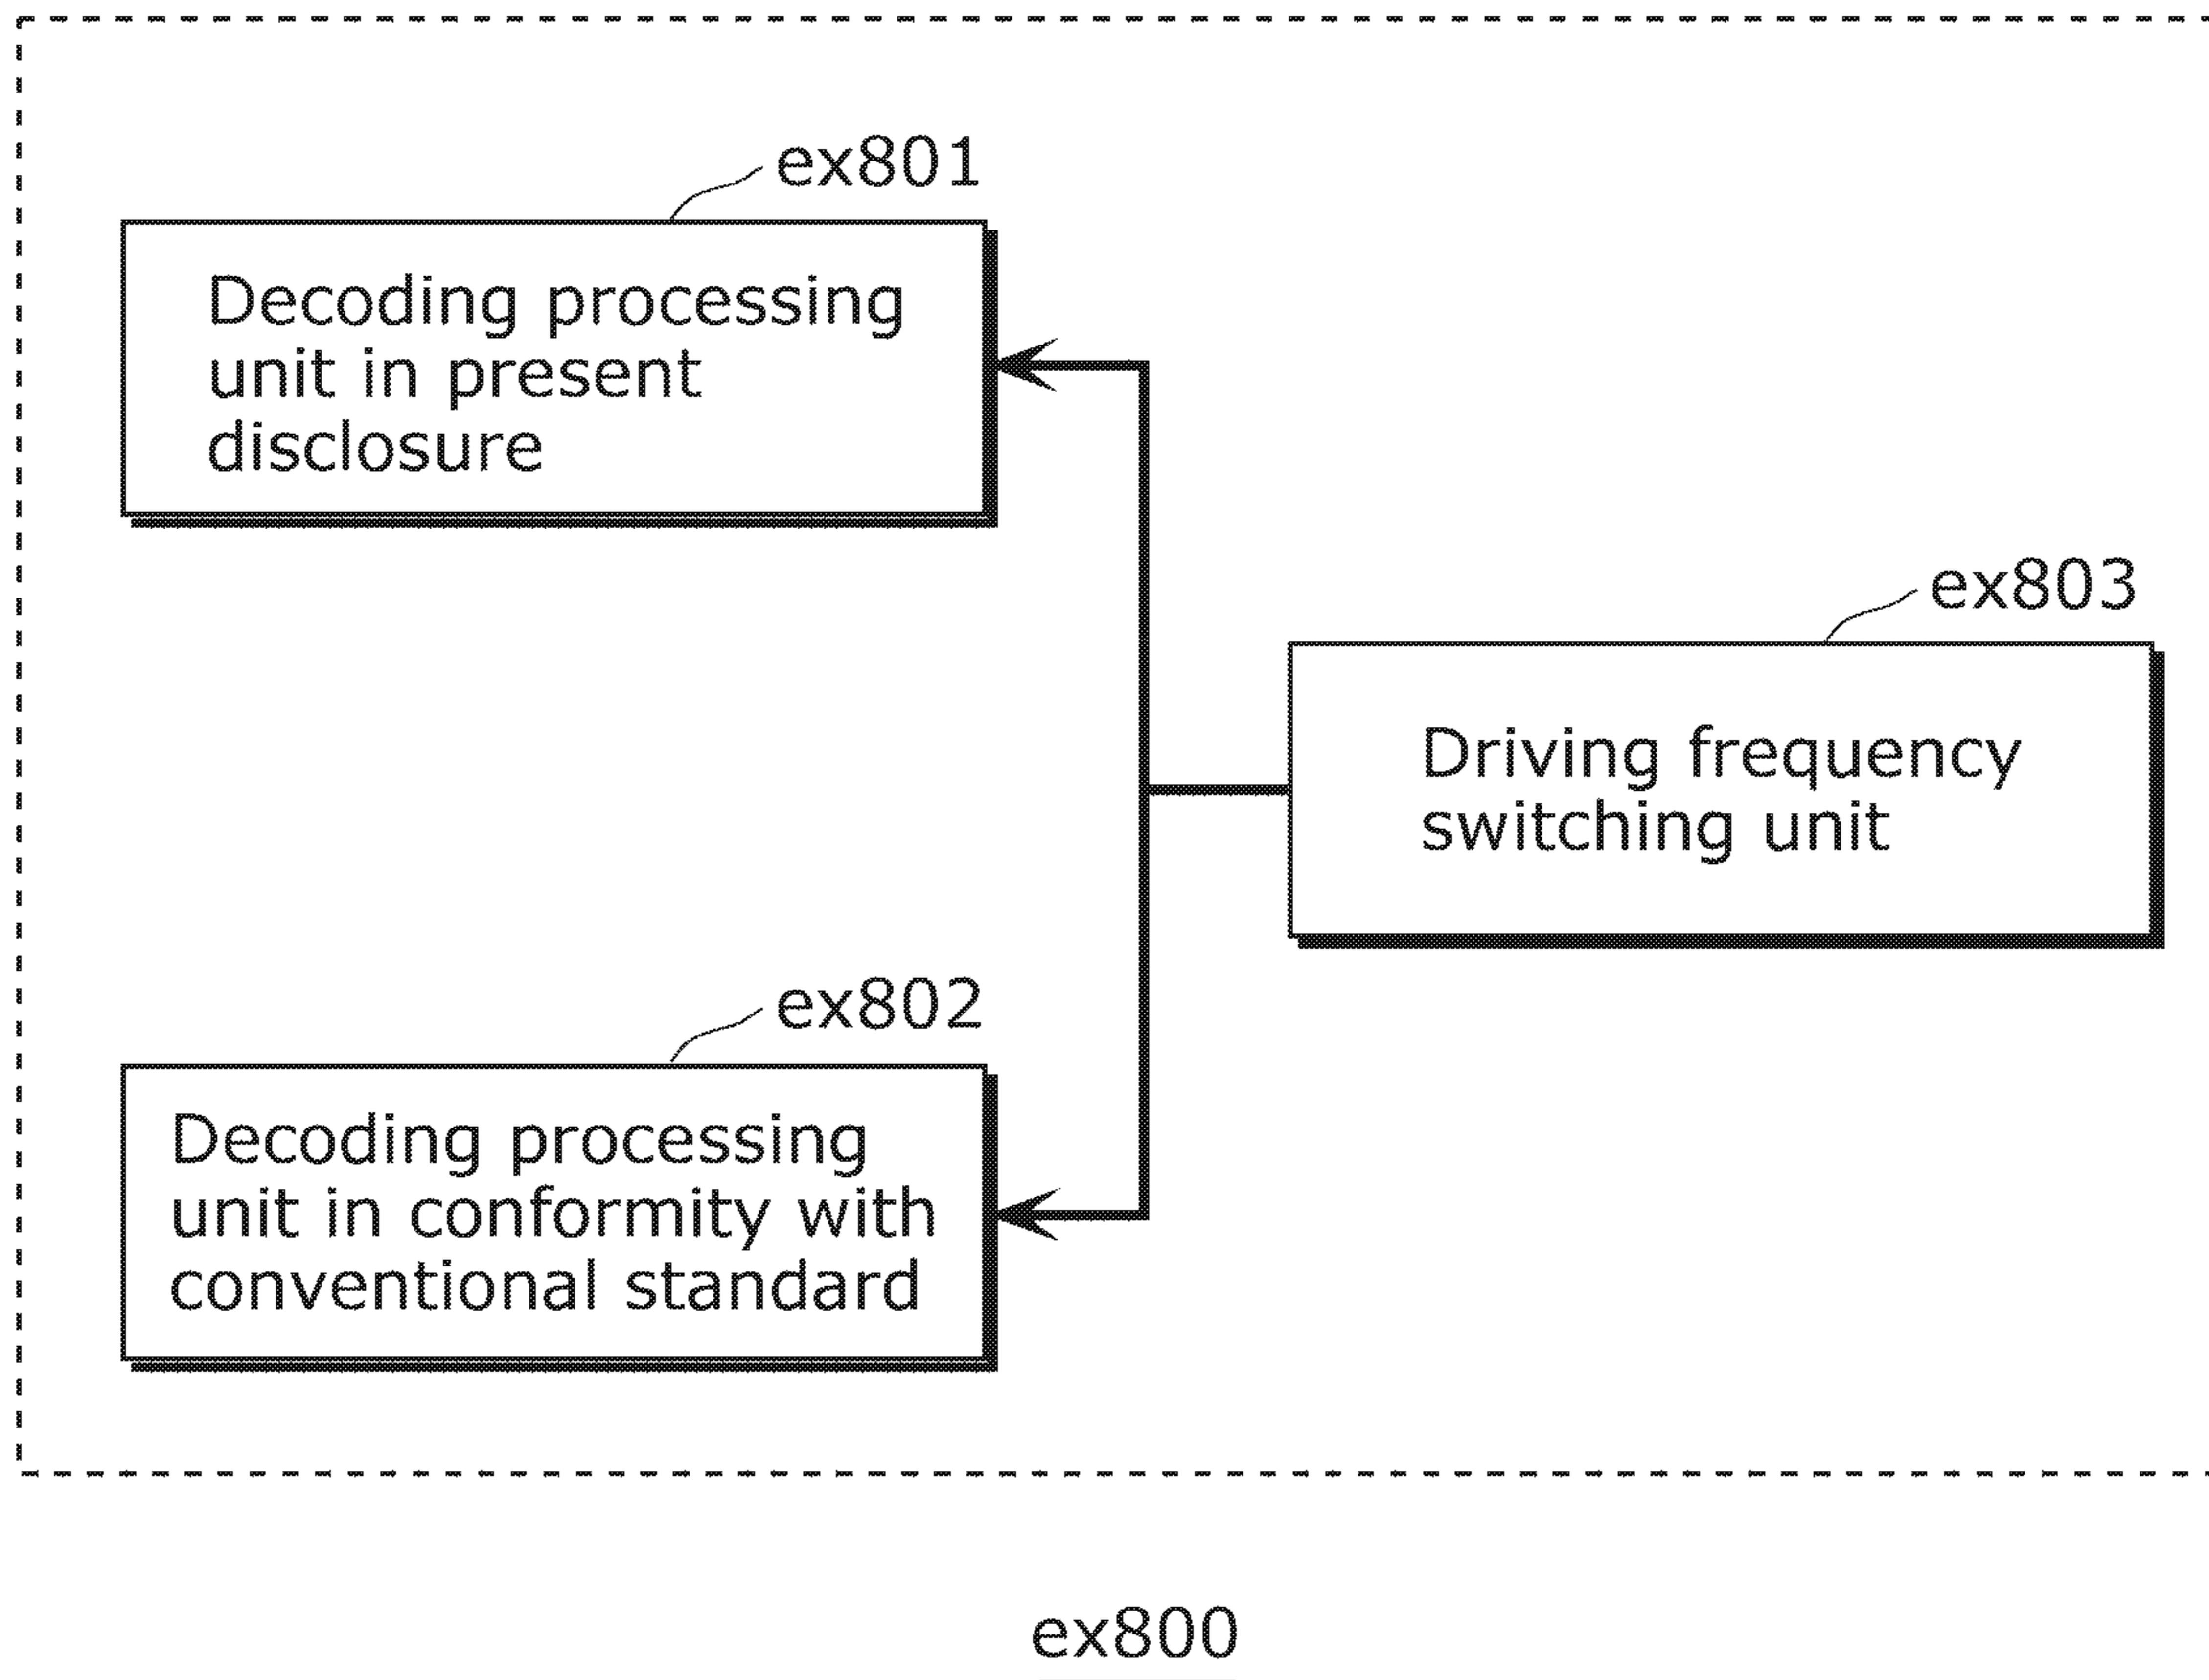 ex801
Decoding processing
unit in present
disclosure
ex803
Driving frequency
switching unit
ex802
Decoding processing
unit in conformity with
conventional standard
ex800